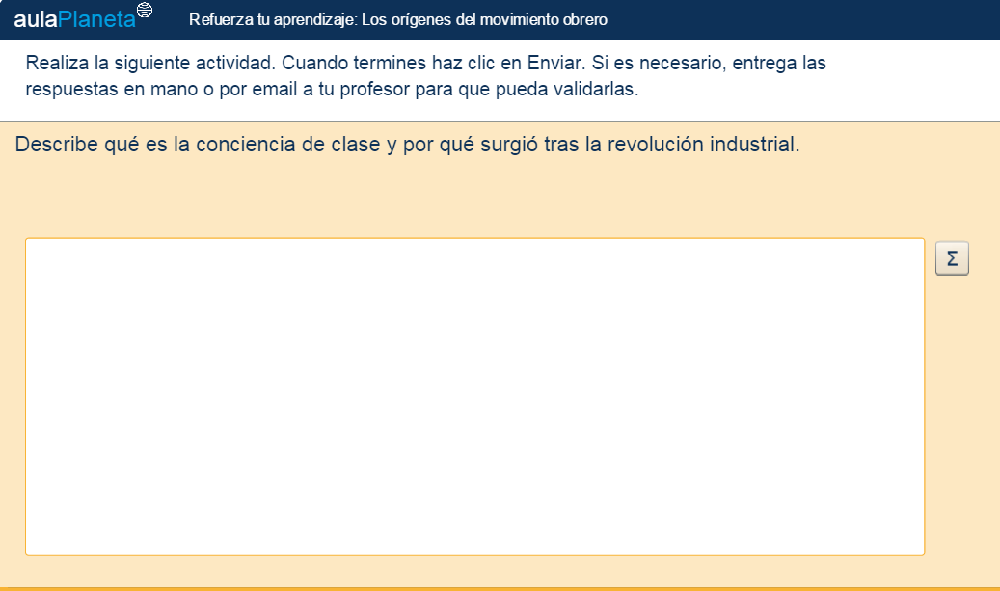 aulaPlaneta Refuerza tu aprendizaje: Los orígenes del movimiento obrero
Realiza la siguiente actividad. Cuando termines haz clic en Enviar. Si es necesario, entrega las
respuestas en mano o por email a tu profesor para que pueda validarlas.
Describe qué es la conciencia de clase y por qué surgió tras la revolución industrial.
Σ